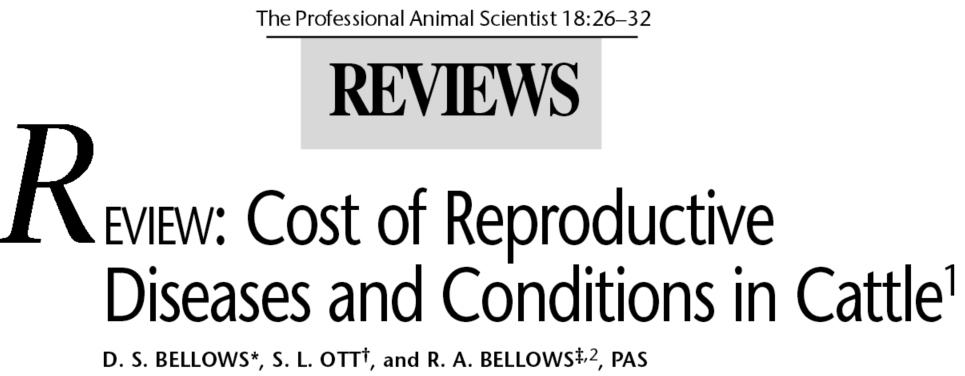 The Professional Animal Scientist 18:26–32
REVIEWS
REVIEW: Cost of Reproductive
Diseases and Conditions in Cattle¹
D. S. BELLOWS*, S. L. OTT†, and R. A. BELLOWS‡,², PAS